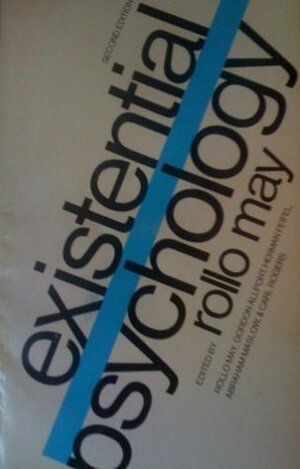 SECOND EDITION
existential
psychology
EDITED BY
rollo may
ROLLO MAY, GORDON ALLPORT, HERMAN FEIFEL,
ABRAHAM MASLOW, & CARL ROGERS